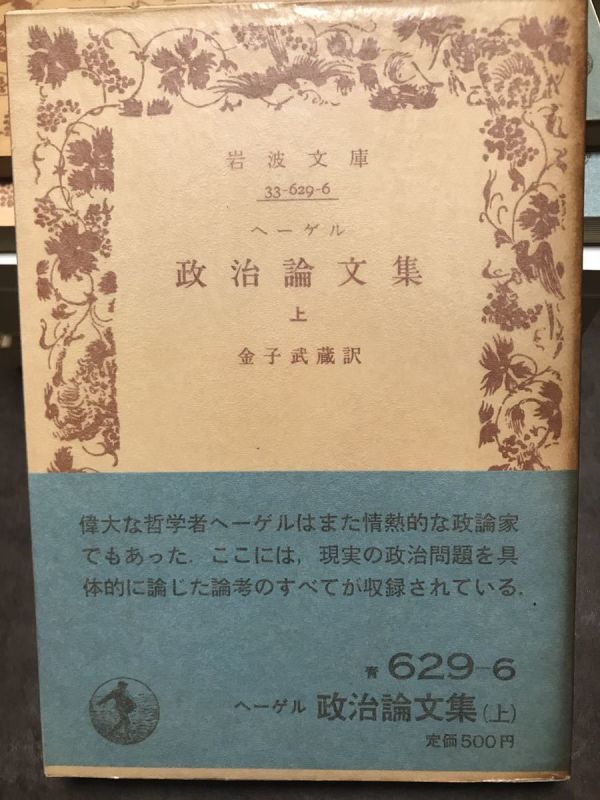 岩波文庫
33-629-6
ヘーゲル
政治論文集
上
金子武蔵訳
偉大な哲学者ヘーゲルはまた情熱的な政論家
でもあった．ここには，現実の政治問題を具
体的に論じた論考のすべてが収録されている．
青 629-6
ヘーゲル 政治論文集(上)
定価500円